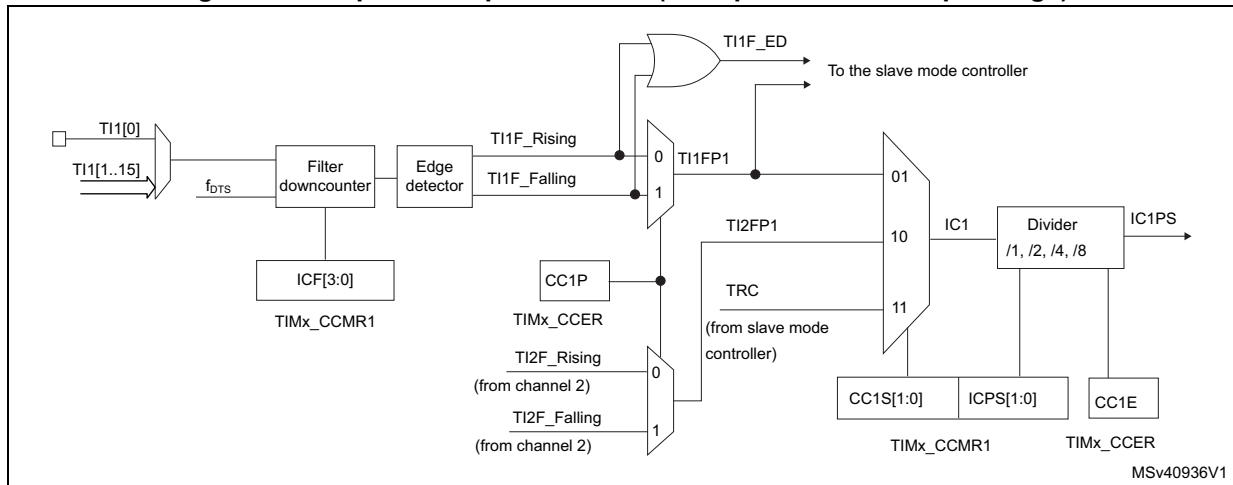 TI1F_ED
To the slave mode controller
TI1[0]
TI1[1..15]
fDTS
Filter
downcounter
Edge
detector
TI1F_Rising
TI1F_Falling
0
1
TI1FP1
01
TI2FP1
10
IC1
Divider
/1, /2, /4, /8
IC1PS
ICF[3:0]
TIMx_CCMR1
CC1P
TIMx_CCER
TRC
11
(from slave mode
controller)
TI2F_Rising
0
(from channel 2)
TI2F_Falling
1
(from channel 2)
CC1S[1:0]
ICPS[1:0]
CC1E
TIMx_CCMR1
TIMx_CCER
MSv40936V1